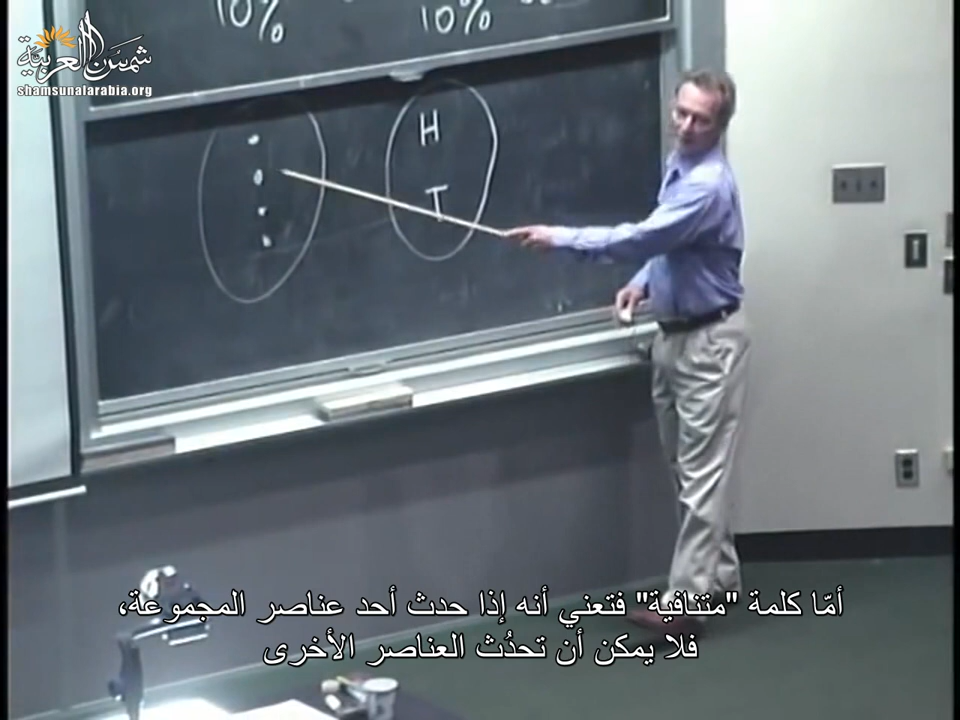 شمس العربية
shamsunalarabia.org
10%
10%
H
T
أمّا كلمة "متنافية" فتعني أنه إذا حدث أحد عناصر المجموعة،
فلا يمكن أن تحدُث العناصر الأخرى